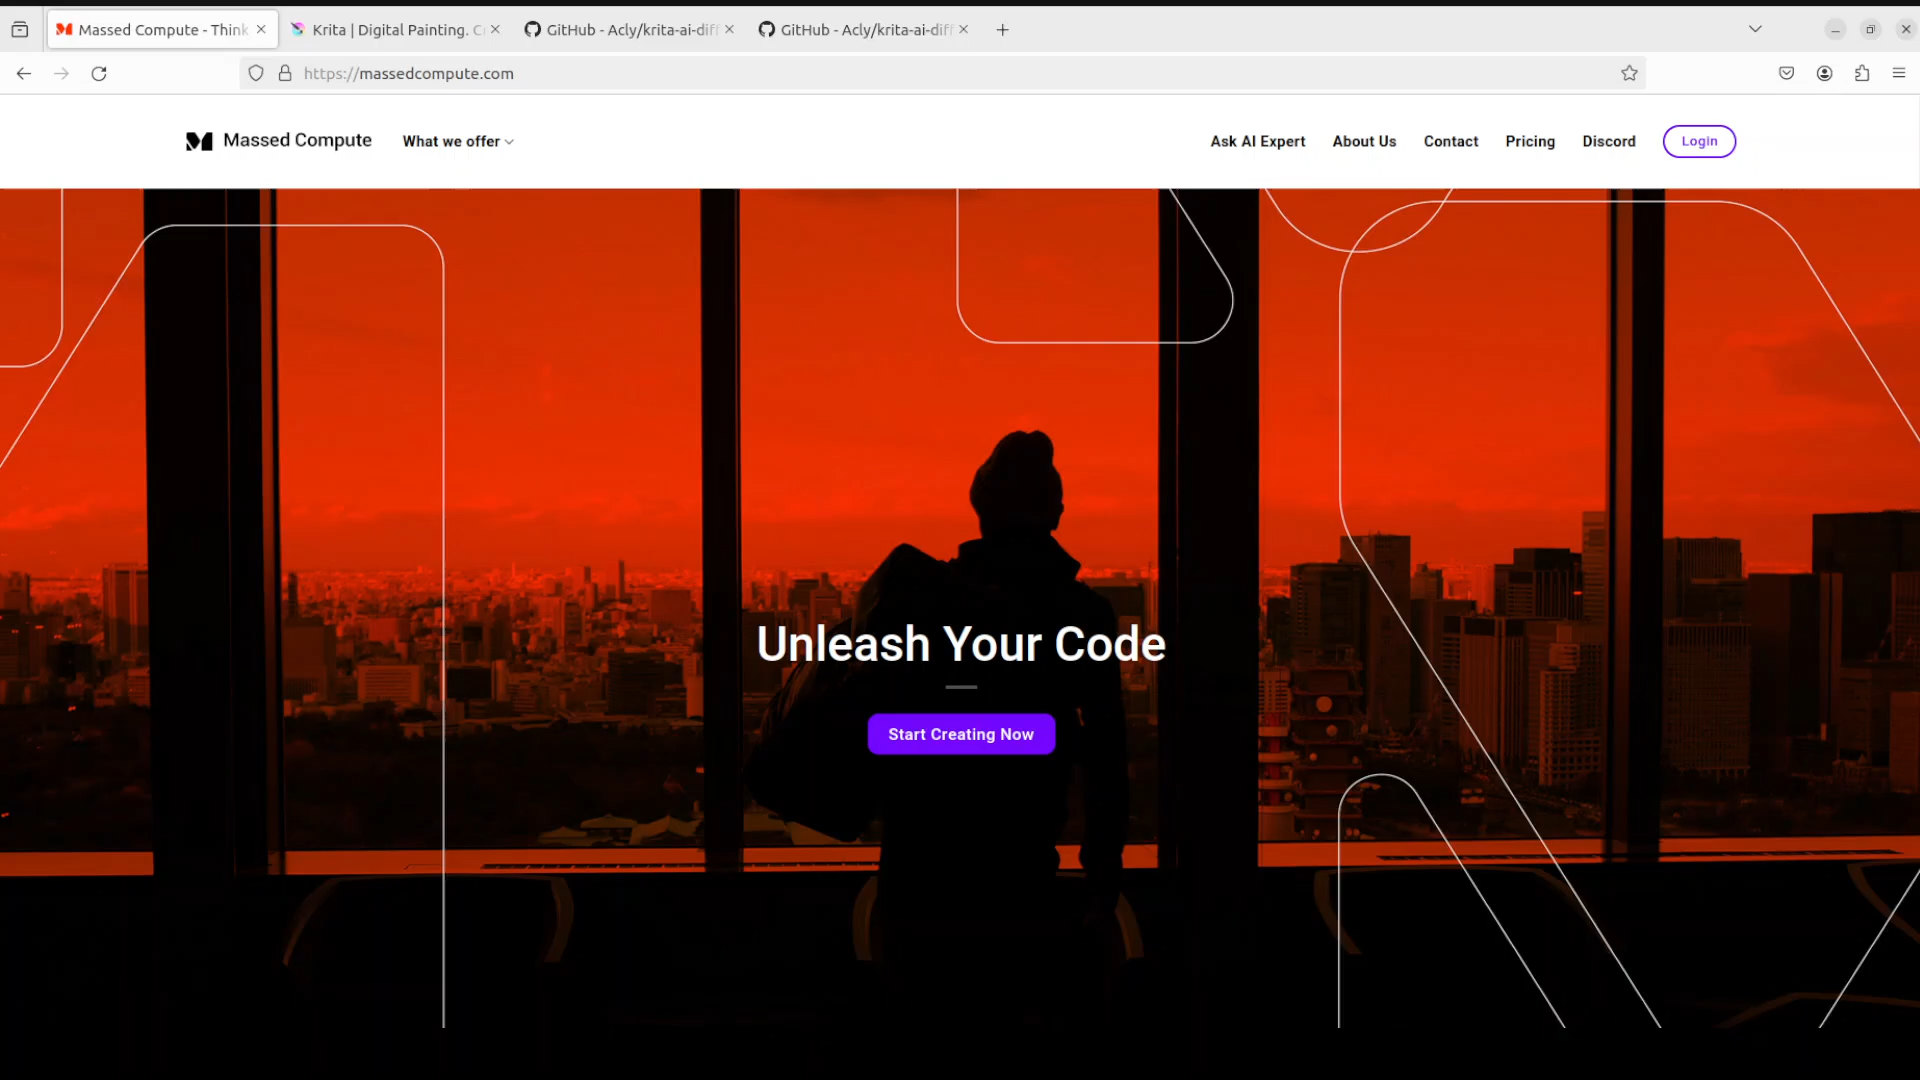 Massed Compute - Think
Krita | Digital Painting. C
GitHub - Acly/krita-ai-diff
GitHub - Acly/krita-ai-diff
https://massedcompute.com
Massed Compute
What we offer
Ask AI Expert
About Us
Contact
Pricing
Discord
Login
Unleash Your Code
Start Creating Now